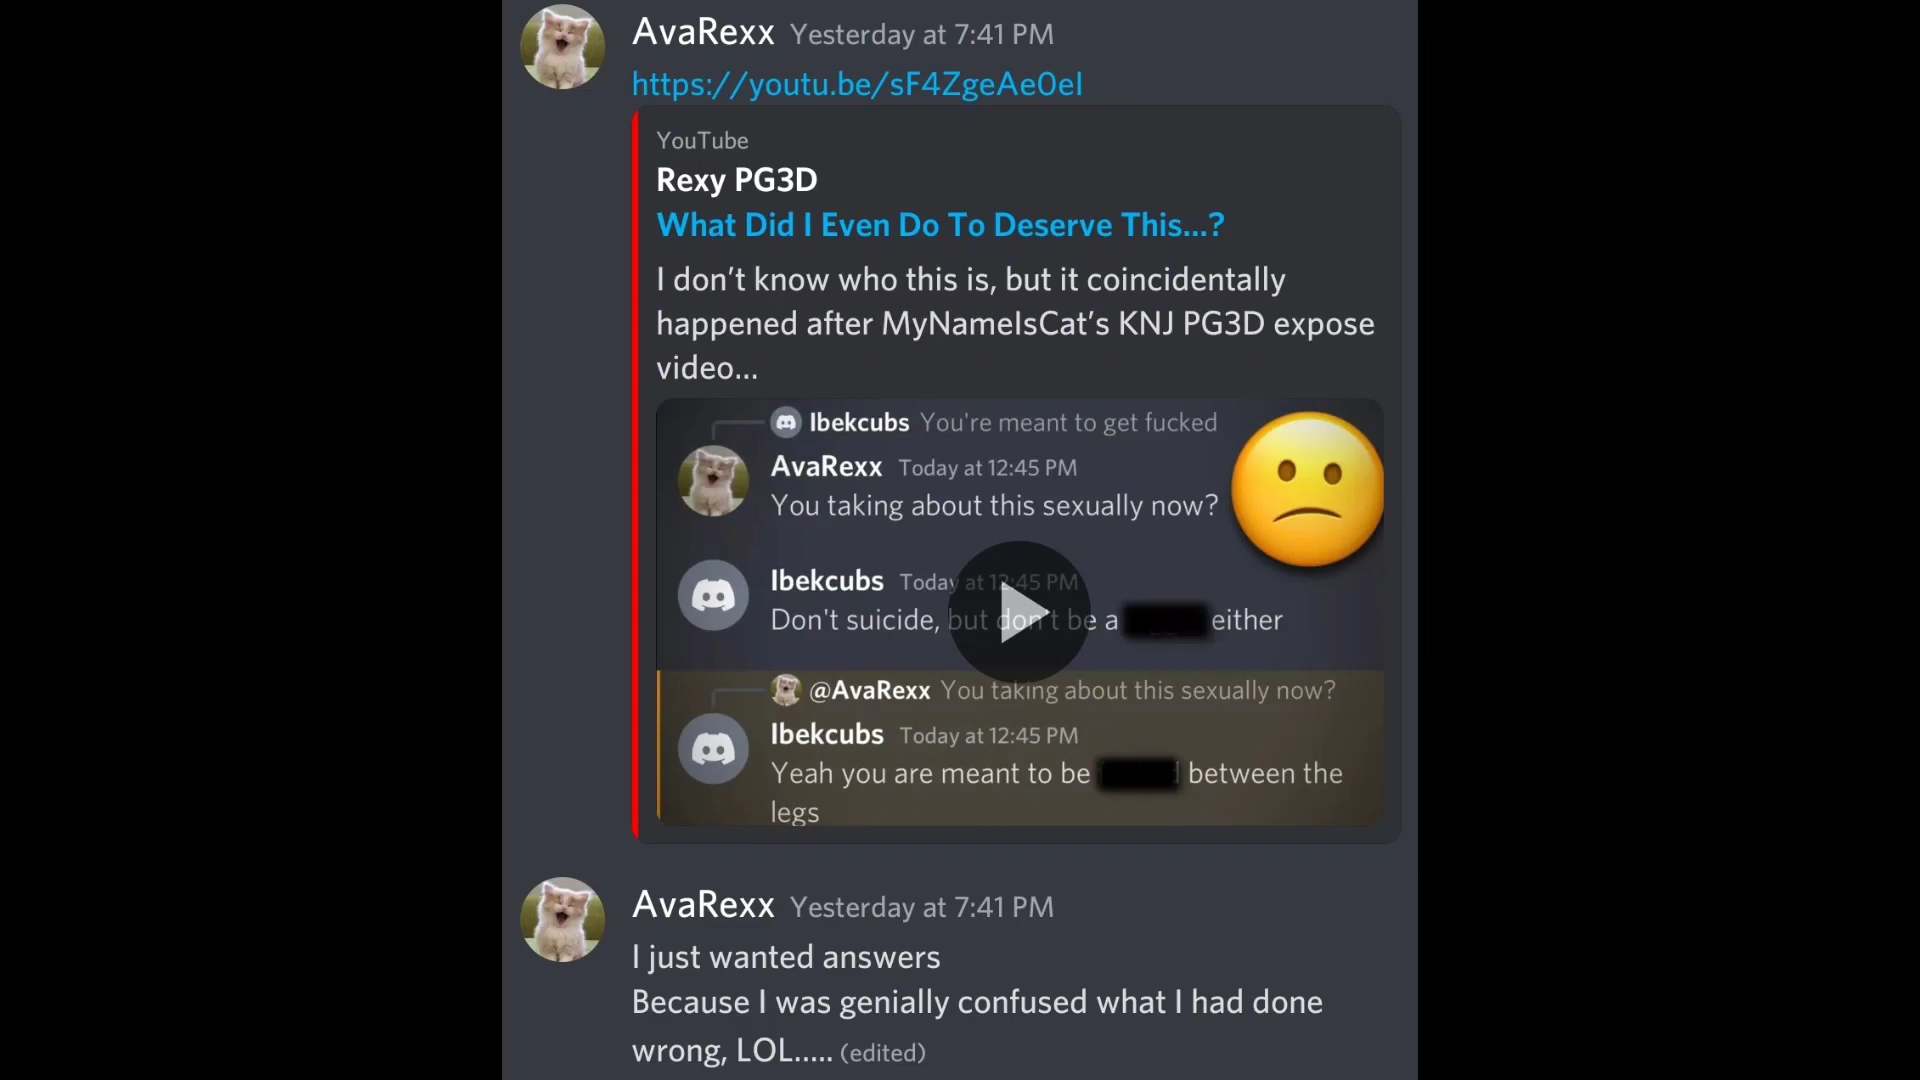 AvaRexx Yesterday at 7:41 PM
https://youtu.be/sF4ZgeAe0eI
YouTube
Rexy PG3D
What Did I Even Do To Deserve This...?
I don’t know who this is, but it coincidentally
happened after MyNameIsCat’s KNJ PG3D expose
video...
Ibekcubs You're meant to get fucked
AvaRexx Today at 12:45 PM
You taking about this sexually now?
Ibekcubs Today at 12:45 PM
Don't suicide, but don't be a either
@AvaRexx You taking about this sexually now?
Ibekcubs Today at 12:45 PM
Yeah you are meant to be between the
legs
AvaRexx Yesterday at 7:41 PM
I just wanted answers
Because I was genially confused what I had done
wrong, LOL..... (edited)